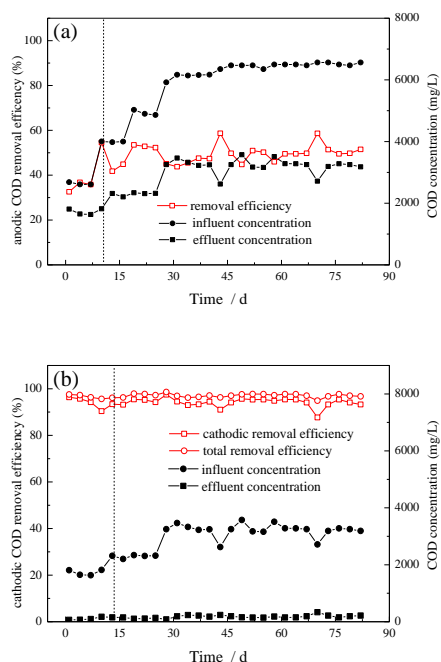 (a)
anodic COD removal efficency (%)
100
80
60
40
20
0
8000
6000
4000
2000
0
COD concentration (mg/L)
removal efficiency
influent concentration
effluent concentration
0 15 30 45 60 75 90
Time / d
(b)
cathodic COD removal efficiency (%)
100
80
60
40
20
0
8000
6000
4000
2000
0
COD concentration (mg/L)
cathodic removal efficiency
total removal efficiency
influent concentration
effluent concentration
0 15 30 45 60 75 90
Time / d